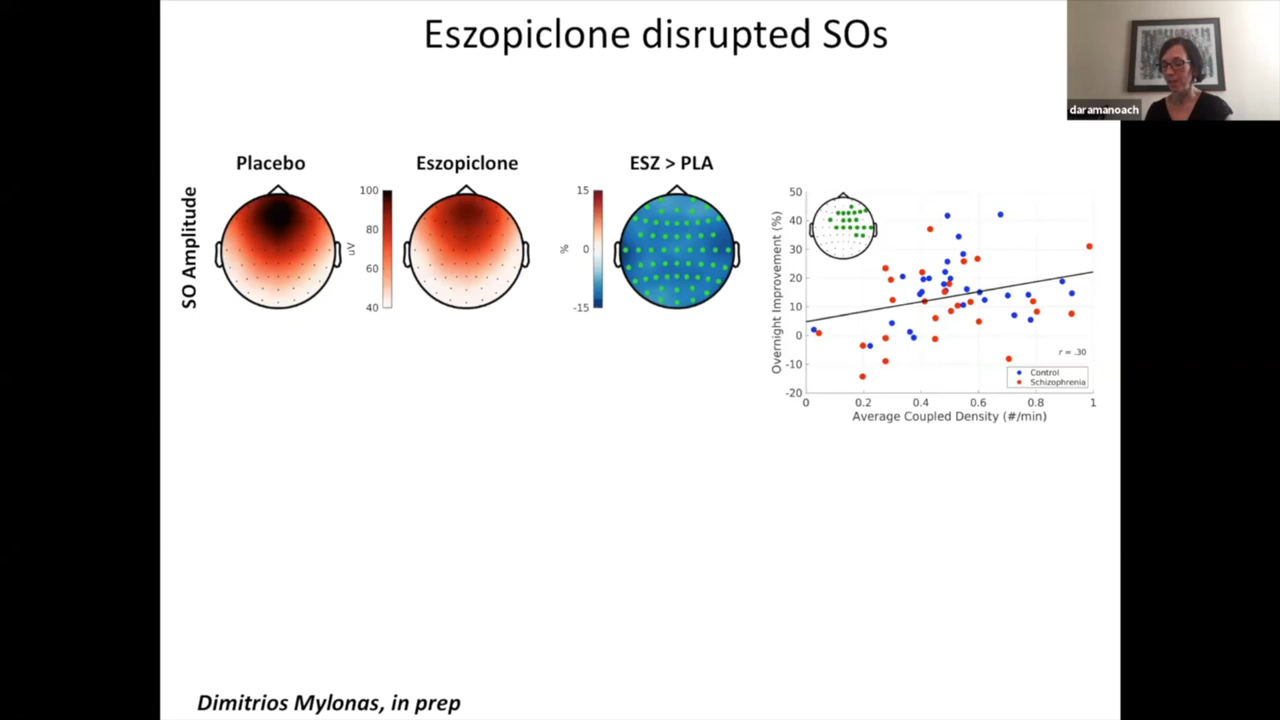 Eszopiclone disrupted SOs
daramanoach
Placebo
Eszopiclone
ESZ > PLA
SO Amplitude
100
80
60
40
uV
15
0
-15
%
Overnight Improvement (%)
50
40
30
20
10
0
-10
-20
0 0.2 0.4 0.6 0.8 1
Average Coupled Density (#/min)
r = .30
Control
Schizophrenia
Dimitrios Mylonas, in prep